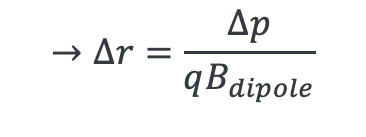 → Δr = Δp / qB_dipole